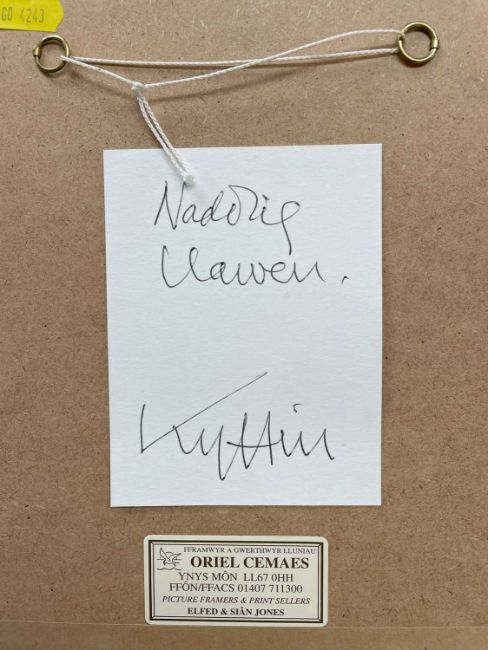 GO 4243
Nadolig
Llawen.
Kyffin
FFRAMWYR A GWERTHWYR LLUNIAU
ORIEL CEMAES
YNYS MÔN LL67 0HH
FFÔN/FFACS 01407 711300
PICTURE FRAMERS & PRINT SELLERS
ELFED & SIÂN JONES